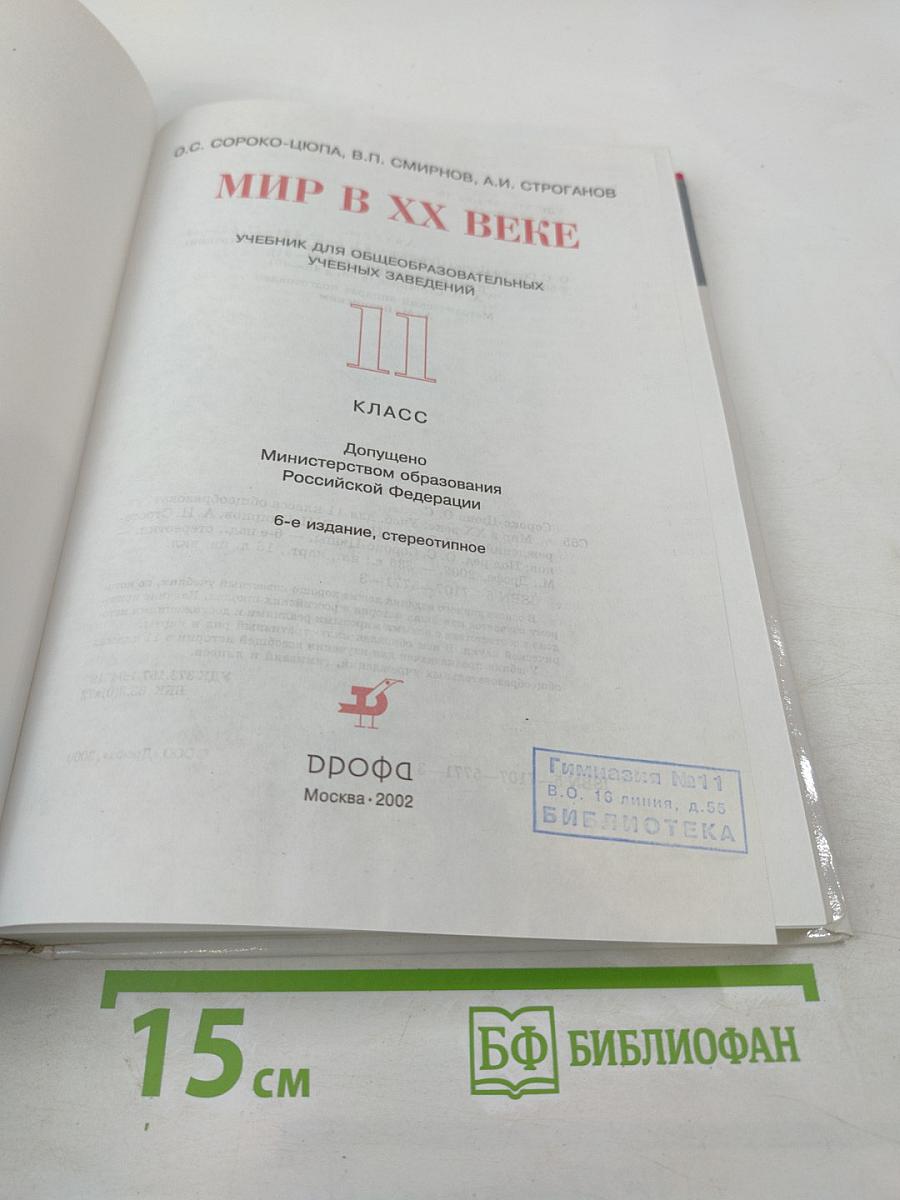 О.С. СОРОКО-ЦЮПА, В.П. СМИРНОВ, А.И. СТРОГАНОВ
МИР В XX ВЕКЕ
УЧЕБНИК ДЛЯ ОБЩЕОБРАЗОВАТЕЛЬНЫХ
УЧЕБНЫХ ЗАВЕДЕНИЙ
11
КЛАСС
Допущено
Министерством образования
Российской Федерации
6-е издание, стереотипное
дрофа
Москва · 2002
Гимназия №11
В.О. 16 линия, д.55
БИБЛИОТЕКА
15 см
БФ БИБЛИОФАН